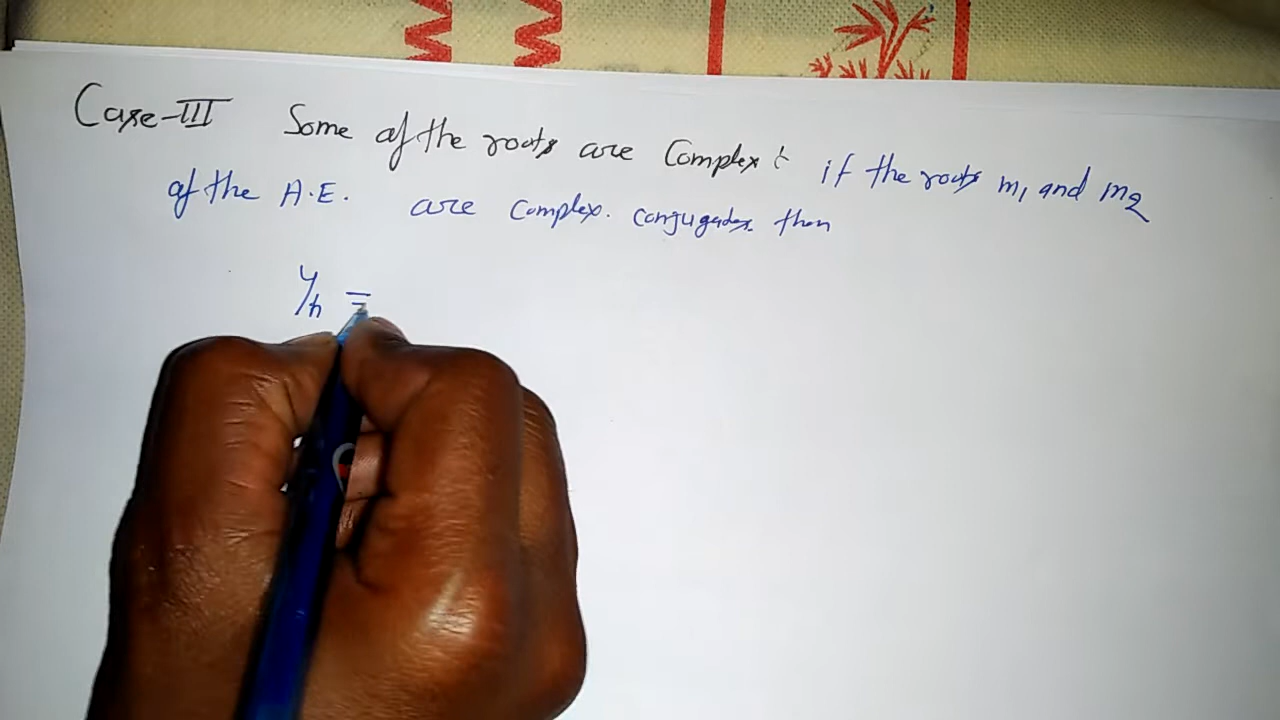 Case-III Some of the roots are Complex :- if the roots m₁ and m₂
of the A.E. are complex. conjugates. then
yₕ =